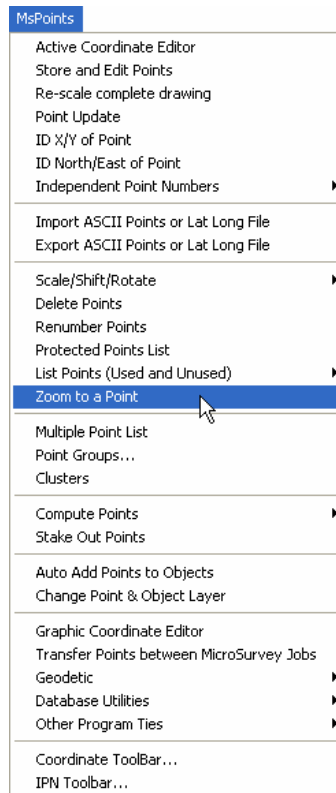 MsPoints
Active Coordinate Editor
Store and Edit Points
Re-scale complete drawing
Point Update
ID X/Y of Point
ID North/East of Point
Independent Point Numbers
Import ASCII Points or Lat Long File
Export ASCII Points or Lat Long File
Scale/Shift/Rotate
Delete Points
Renumber Points
Protected Points List
List Points (Used and Unused)
Zoom to a Point
Multiple Point List
Point Groups...
Clusters
Compute Points
Stake Out Points
Auto Add Points to Objects
Change Point & Object Layer
Graphic Coordinate Editor
Transfer Points between MicroSurvey Jobs
Geodetic
Database Utilities
Other Program Ties
Coordinate ToolBar...
IPN Toolbar...